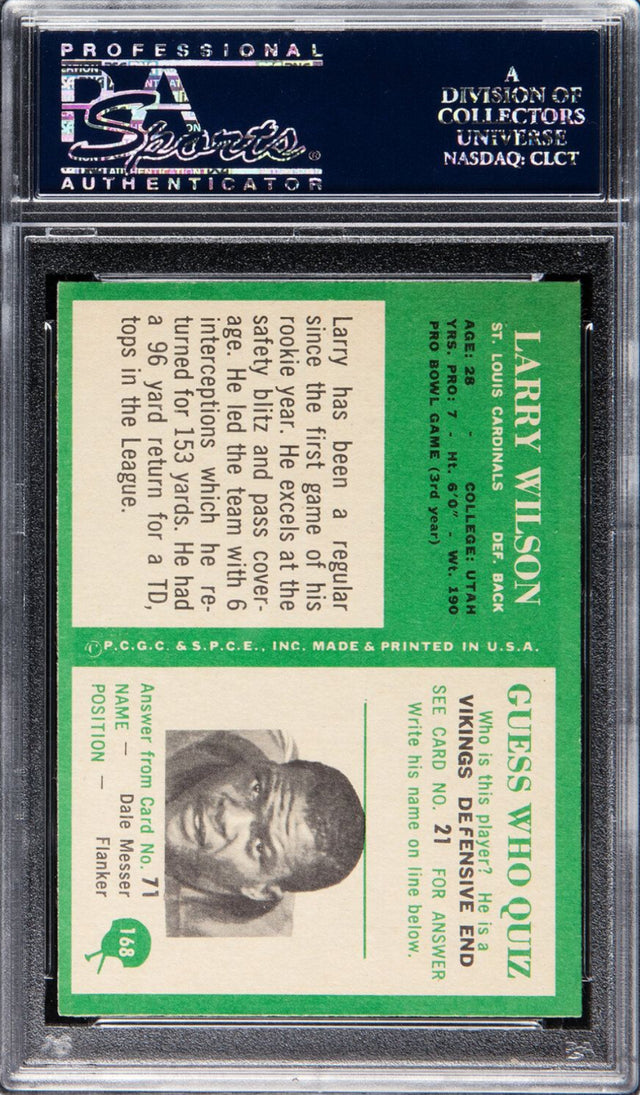 PROFESSIONAL
PSA
Sports®
AUTHENTICATOR
A
DIVISION OF
COLLECTORS
UNIVERSE
NASDAQ: CLCT
LARRY WILSON
ST. LOUIS CARDINALS DEF. BACK
AGE: 28 - COLLEGE: UTAH
YRS. PRO: 7 - Ht. 6'0" - Wt. 190
PRO BOWL GAME (3rd year)
Larry has been a regular
since the first game of his
rookie year. He excels at the
safety blitz and pass cover-
age. He led the team with 6
interceptions which he re-
turned for 153 yards. He had
a 96 yard return for a TD,
tops in the League.
©P.C.G.C. & S.P.C.E., INC. MADE & PRINTED IN U.S.A.
GUESS WHO QUIZ
Who is this player? He is a
VIKINGS DEFENSIVE END
SEE CARD NO. 21 FOR ANSWER
Write his name on line below.
Answer from Card No. 71
NAME — Dale Messer
POSITION — Flanker
168